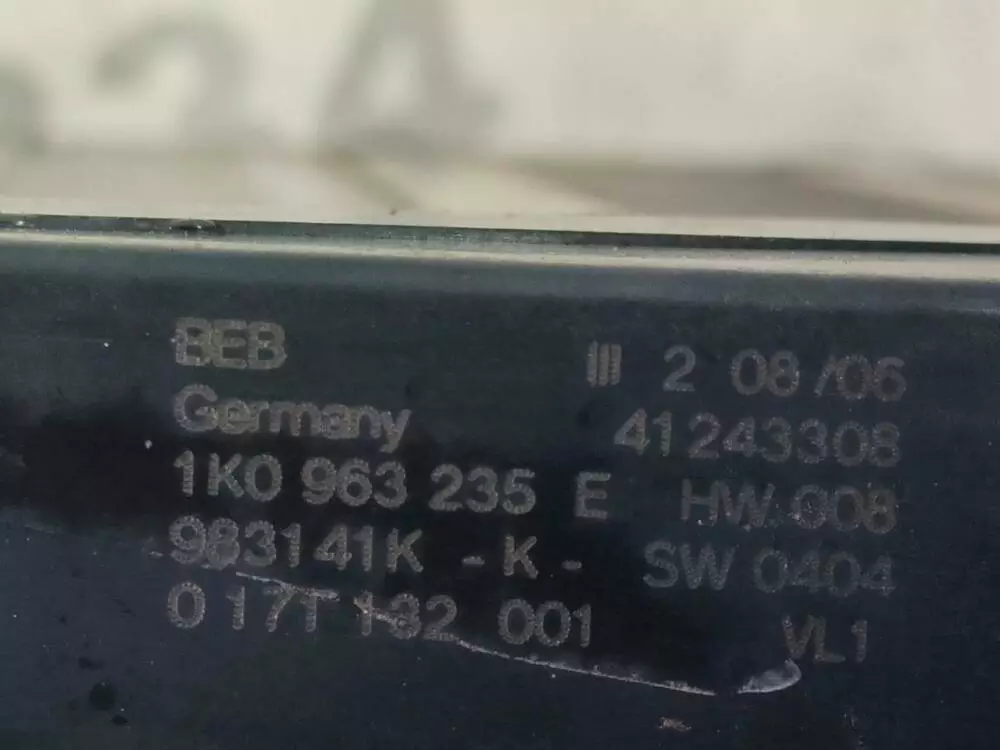 24
BEB III 2 08/06
Germany 41243308
1K0 963 235 E HW 008
983141K - K - SW 0404
0 17T 132 001 VL1